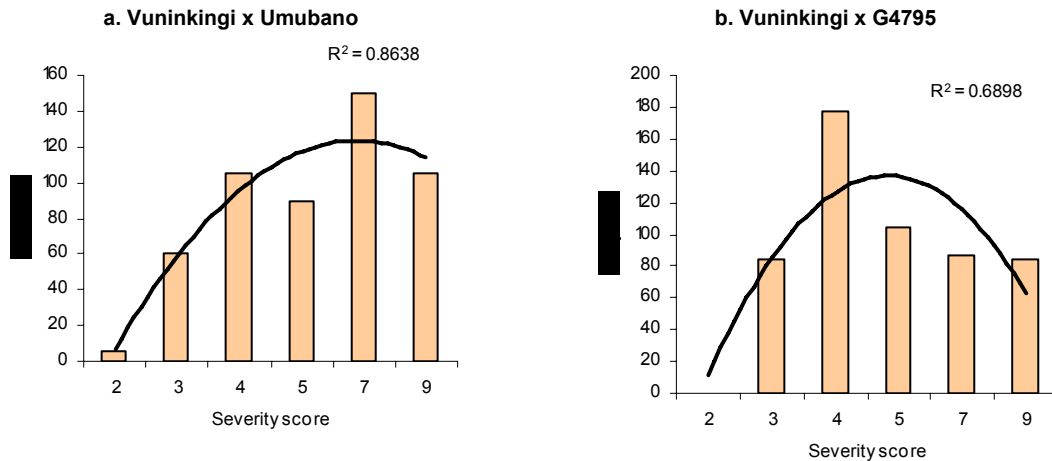 a. Vuninkingi x Umubano
R² = 0.8638
160
140
120
100
80
60
40
20
0
2 3 4 5 7 9
Severity score
b. Vuninkingi x G4795
R² = 0.6898
200
180
160
140
120
100
80
60
40
20
0
2 3 4 5 7 9
Severity score